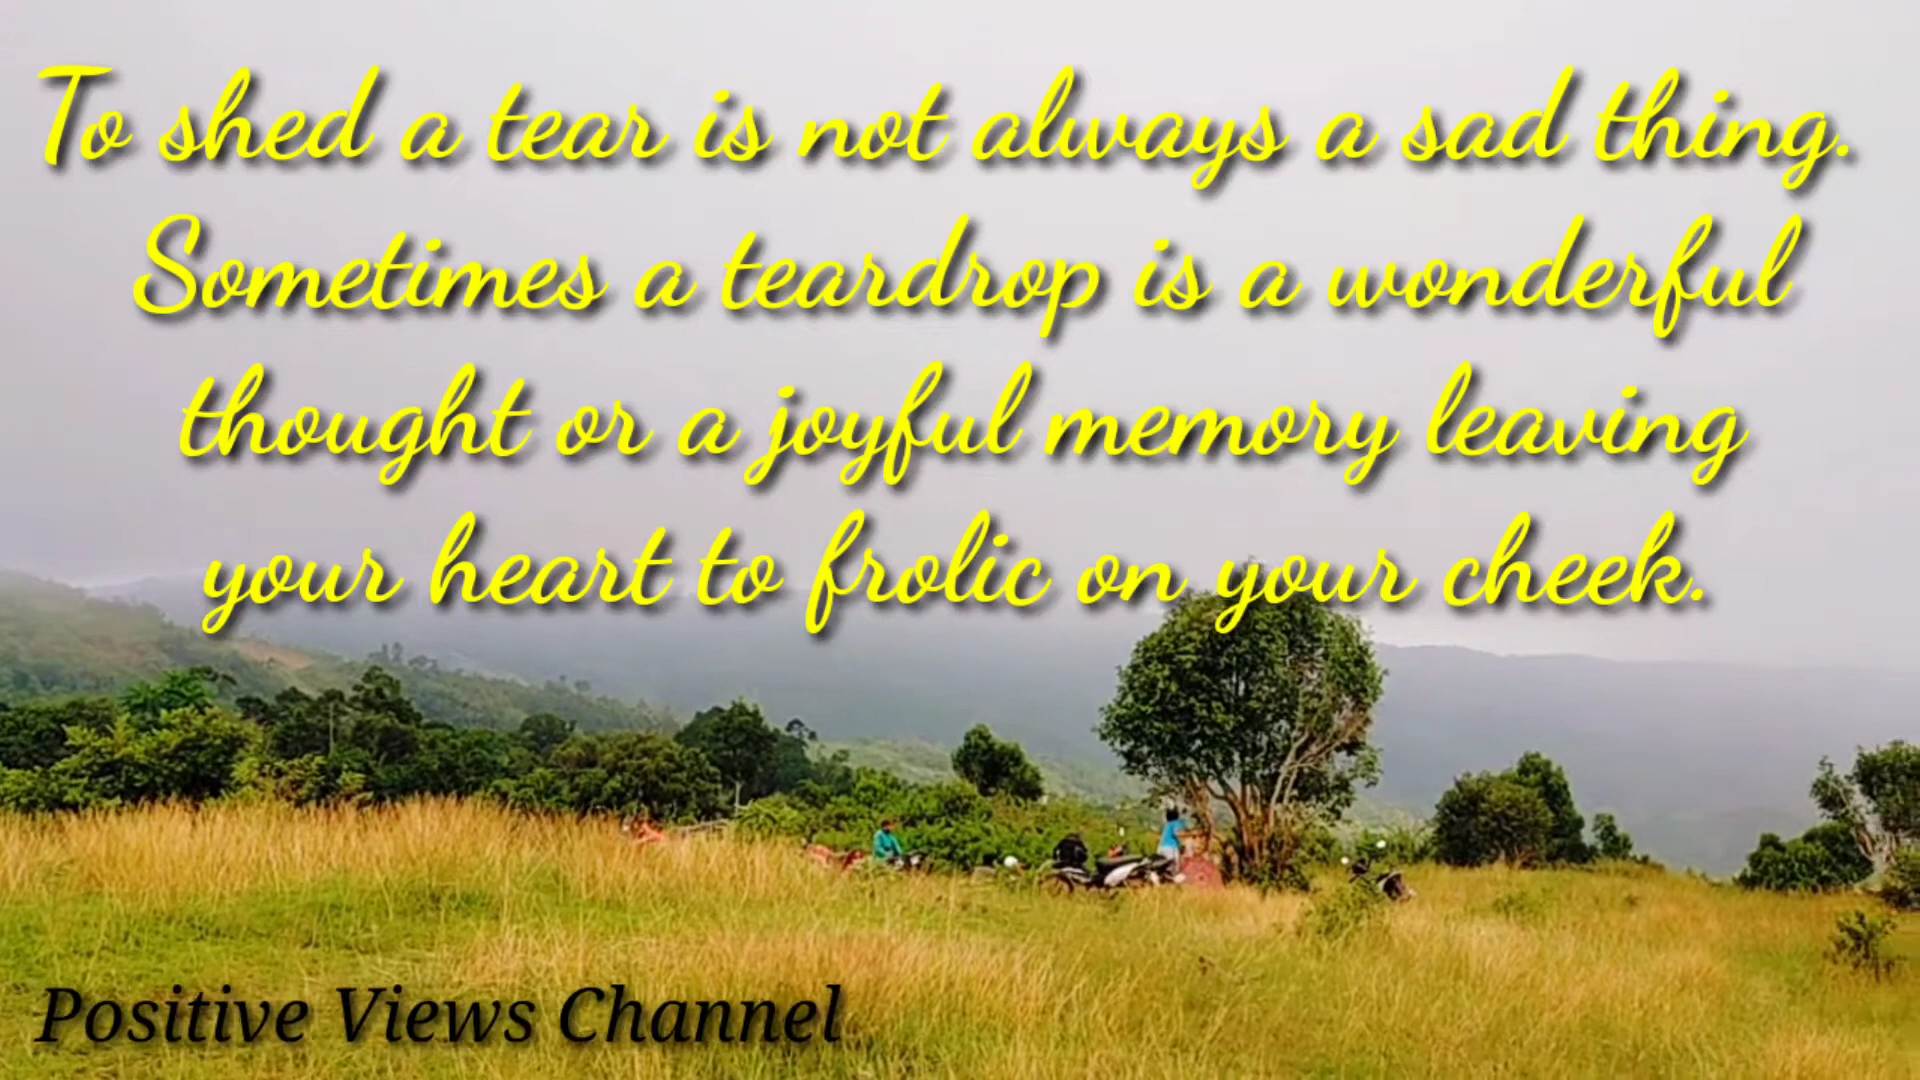 To shed a tear is not always a sad thing.
Sometimes a teardrop is a wonderful
thought or a joyful memory leaving
your heart to frolic on your cheek.
Positive Views Channel